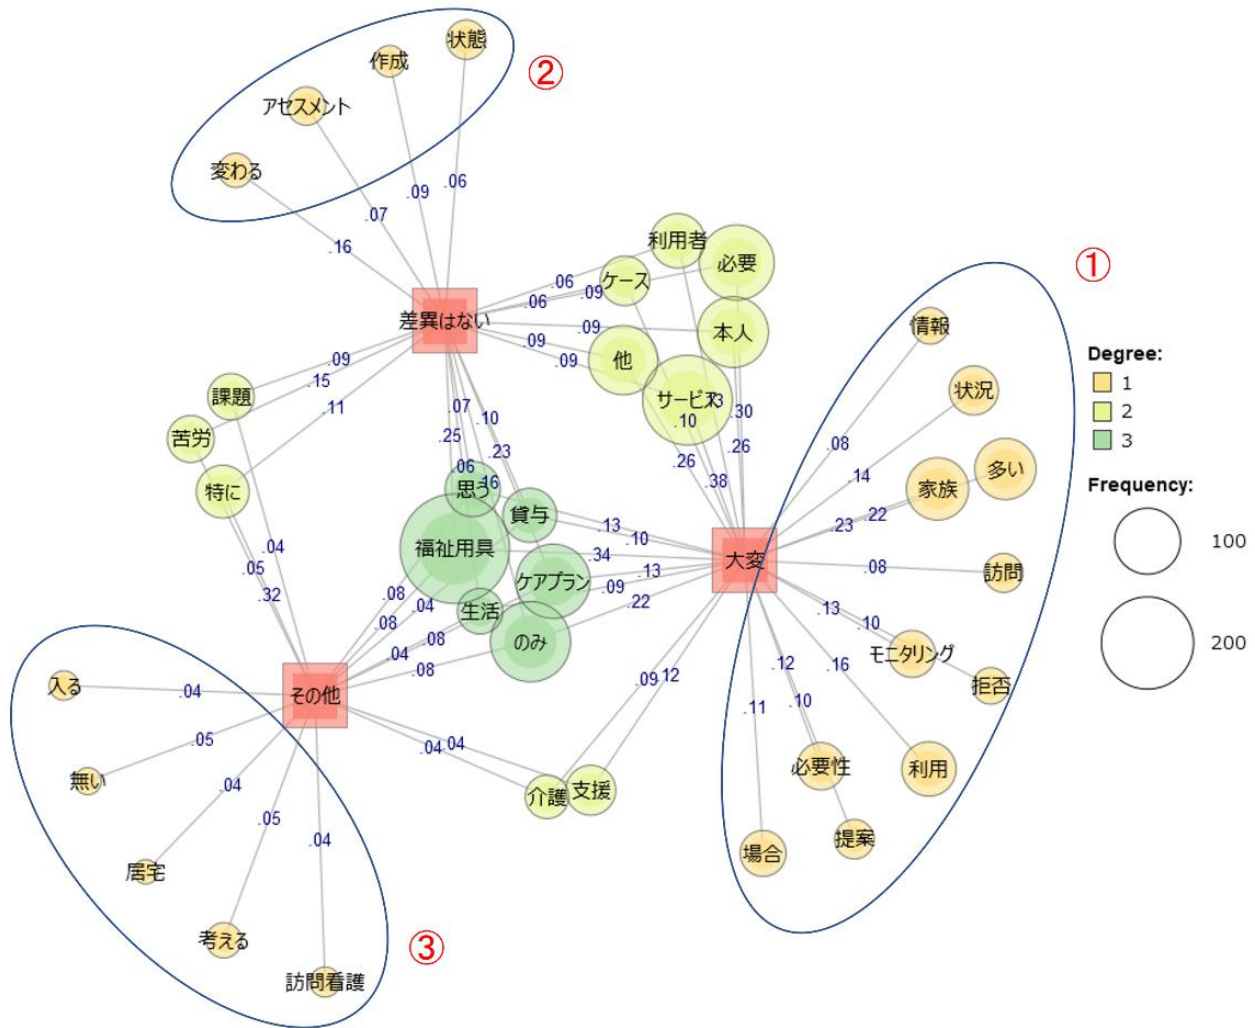 状態
作成
②
アセスメント
変わる
.06
.09
.07
.16
利用者
必要
ケース
①
.06
.06
.09
差異はない
本人
情報
.09
他
.09
.09
Degree:
1
2
3
課題
.09
.15
.11
サービス
.73
.30
.10
.26
.26
.38
状況
.08
.14
苦労
特に
.07
.10
.25
.23
.06
.16
思う
貸与
家族
多い
.23
.22
Frequency:
100
200
福祉用具
.13
.10
.34
大変
.04
.05
.32
ケアプラン
.13
.09
.08
訪問
生活
のみ
.22
.08
.04
.08
.08
.04
.08
.13
.10
モニタリング
拒否
その他
入る
.04
.09
.12
.12
.16
.11
.10
.05
.04
.04
無い
必要性
利用
介護
支援
.04
.05
.04
提案
場合
居宅
考える
③
訪問看護